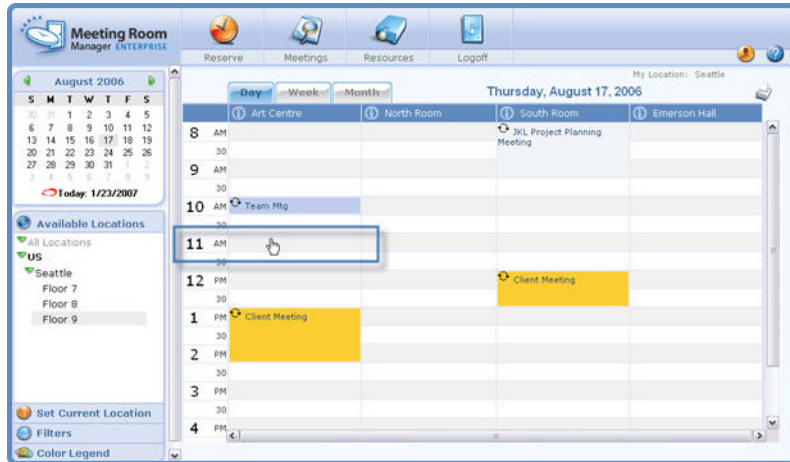 Meeting Room
Manager ENTERPRISE
Reserve Meetings Resources Logoff
My Location: Seattle
August 2006
S M T W T F S
30 31 1 2 3 4 5
6 7 8 9 10 11 12
13 14 15 16 17 18 19
20 21 22 23 24 25 26
27 28 29 30 31 1 2
3 4 5 6 7 8 9
Today: 1/23/2007
Available Locations
All Locations
US
Seattle
Floor 7
Floor 8
Floor 9
Set Current Location
Filters
Color Legend
Day Week Month
Thursday, August 17, 2006
Art Centre North Room South Room Emerson Hall
8 AM JKL Project Planning
Meeting
30
9 AM
30
10 AM Team Mtg
30
11 AM
30
12 PM Client Meeting
30
1 PM Client Meeting
30
2 PM
30
3 PM
30
4 PM